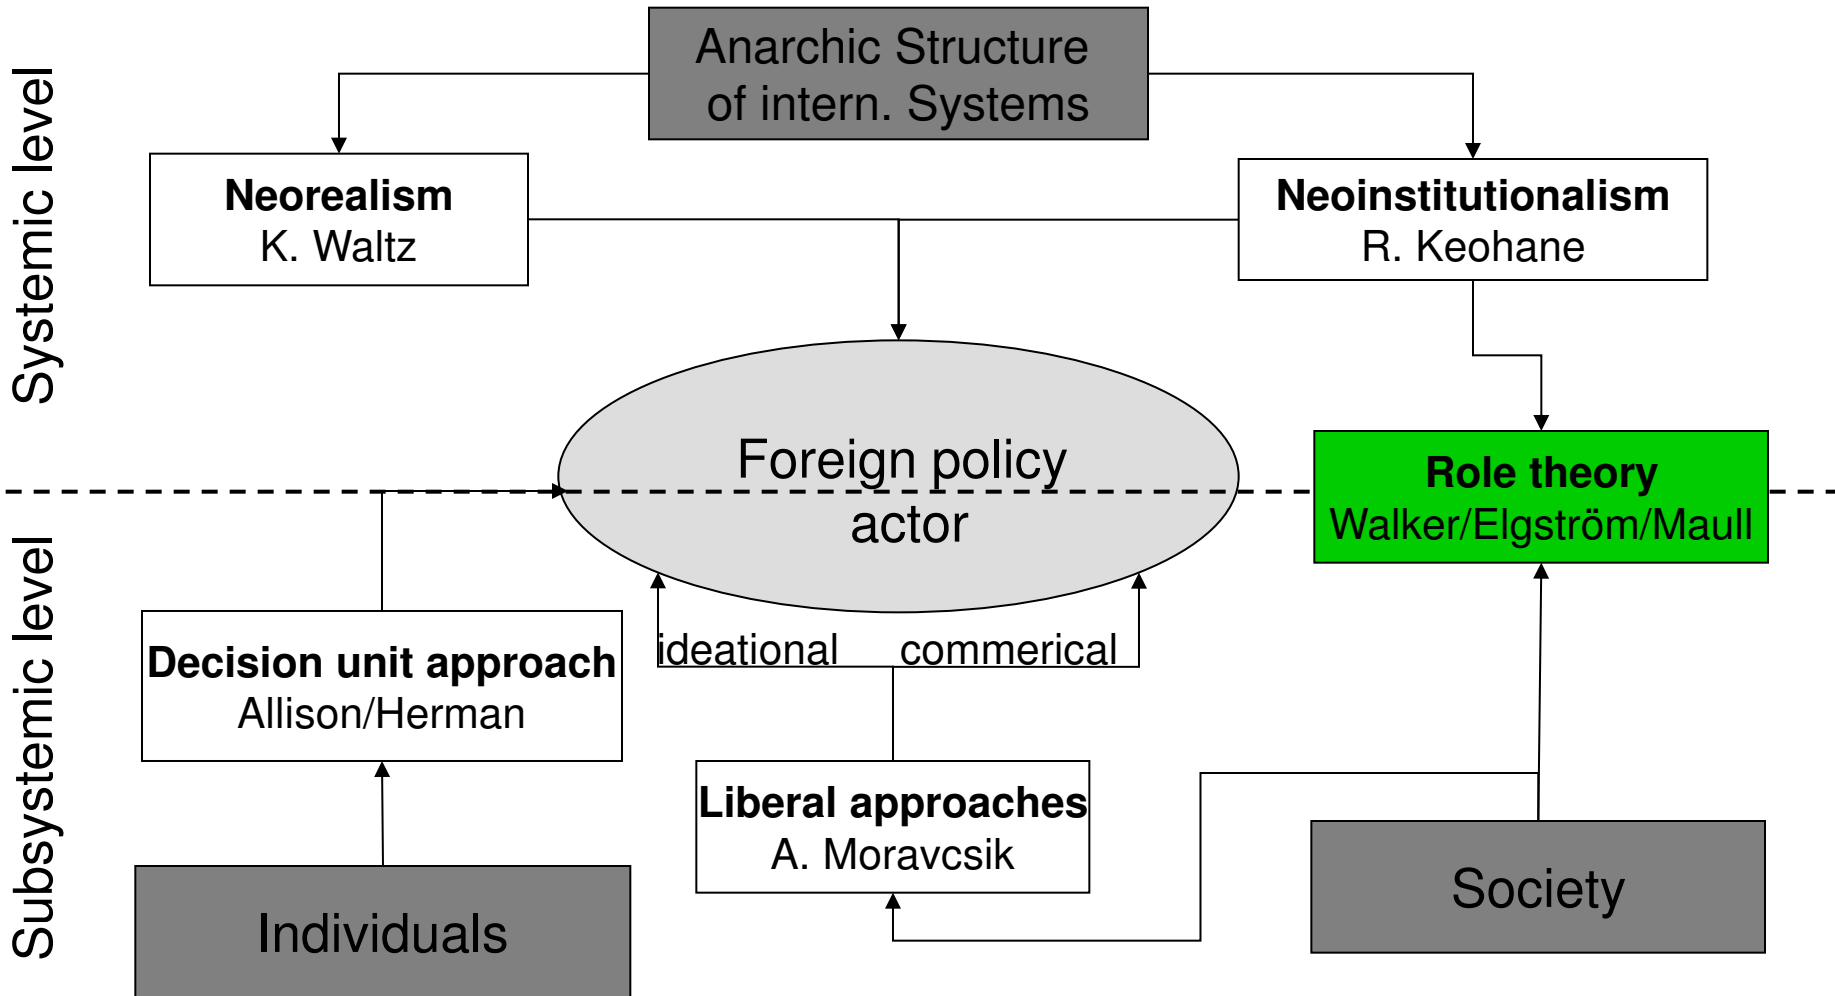 Systemic level
Anarchic Structure
of intern. Systems
Neorealism
K. Waltz
Neoinstitutionalism
R. Keohane
Foreign policy
actor
Role theory
Walker/Elgström/Maull
Subsystemic level
Decision unit approach
Allison/Herman
ideational
commerical
Liberal approaches
A. Moravcsik
Individuals
Society